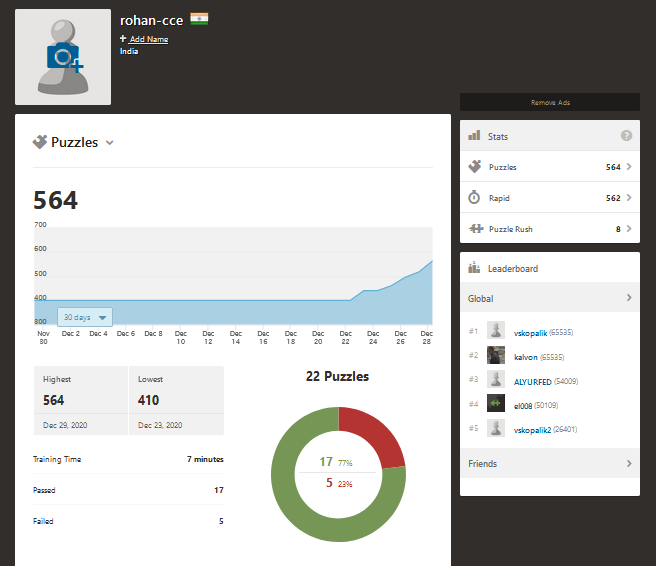 rohan-cce
Add Name
India
Remove Ads
Puzzles
564
700
600
500
400
300
30 days
Nov 30
Dec 2
Dec 4
Dec 6
Dec 8
Dec 10
Dec 12
Dec 14
Dec 16
Dec 18
Dec 20
Dec 22
Dec 24
Dec 26
Dec 28
Highest
564
Dec 29, 2020
Lowest
410
Dec 23, 2020
Training Time 7 minutes
Passed 17
Failed 5
22 Puzzles
17 77%
5 23%
Stats
?
Puzzles 564
Rapid 562
Puzzle Rush 8
Leaderboard
Global
#1 vskopalik (65535)
#2 kalvon (65535)
#3 ALYURFED (54009)
#4 el008 (50109)
#5 vskopalik2 (26401)
Friends